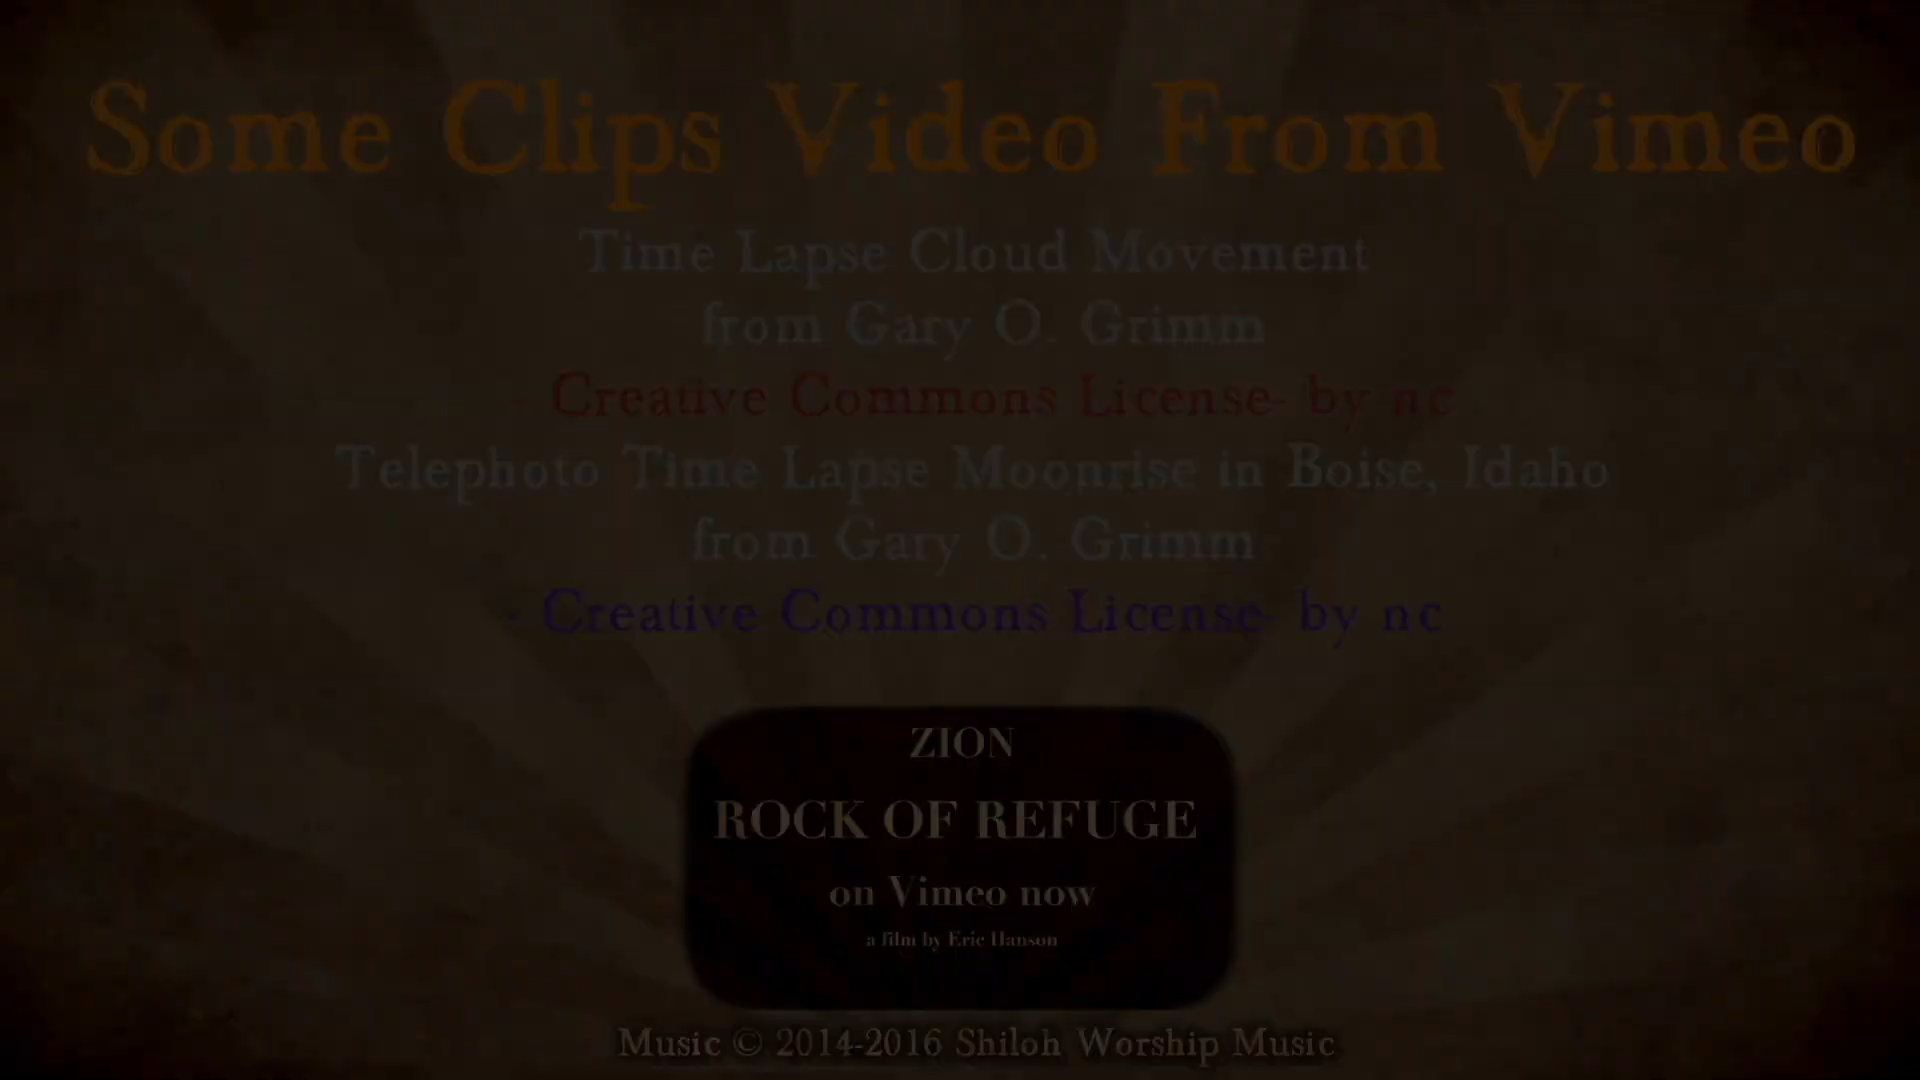 Some Clips Video From Vimeo
Time Lapse Cloud Movement
from Gary O. Grimm
Creative Commons License- by nc
Telephoto Time Lapse Moonrise in Boise, Idaho
from Gary O. Grimm
- Creative Commons License- by nc
ZION
ROCK OF REFUGE
on Vimeo now
a film by Eric Hanson
Music © 2014-2016 Shiloh Worship Music